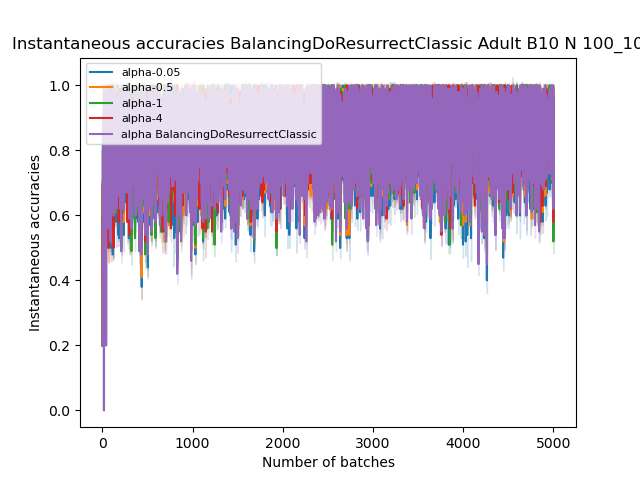 Instantaneous accuracies BalancingDoResurrectClassic Adult B10 N 100_10
alpha-0.05
alpha-0.5
alpha-1
alpha-4
alpha BalancingDoResurrectClassic
1.0
0.8
0.6
0.4
0.2
0.0
Instantaneous accuracies
0
1000
2000
3000
4000
5000
Number of batches